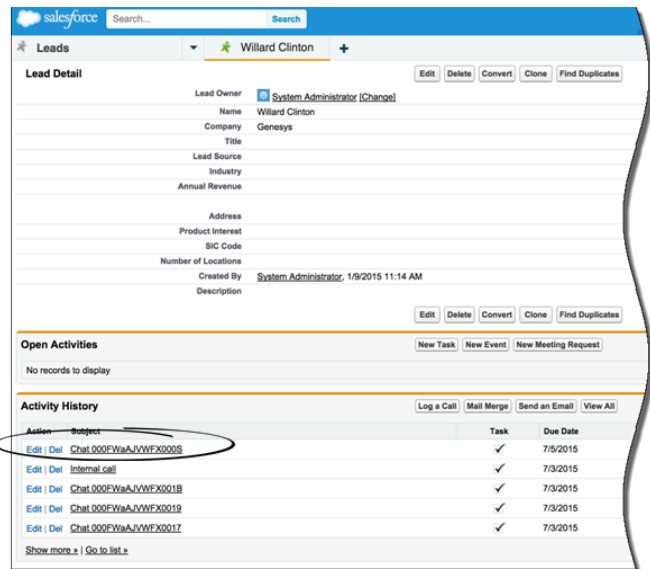 salesforce Search... Search
Leads Willard Clinton +
Lead Detail Edit Delete Convert Clone Find Duplicates
Lead Owner System Administrator [Change]
Name Willard Clinton
Company Genesys
Title
Lead Source
Industry
Annual Revenue
Address
Product Interest
SIC Code
Number of Locations
Created By System Administrator, 1/9/2015 11:14 AM
Description
Edit Delete Convert Clone Find Duplicates
Open Activities New Task New Event New Meeting Request
No records to display
Activity History Log a Call Mail Merge Send an Email View All
Action Subject Task Due Date
Edit | Del Chat 000FWaAJVWFX000S ✓ 7/5/2015
Edit | Del Internal call ✓ 7/3/2015
Edit | Del Chat 000FWaAJVWFX001B ✓ 7/3/2015
Edit | Del Chat 000FWaAJVWFX0019 ✓ 7/3/2015
Edit | Del Chat 000FWaAJVWFX0017 ✓ 7/3/2015
Show more » | Go to list »